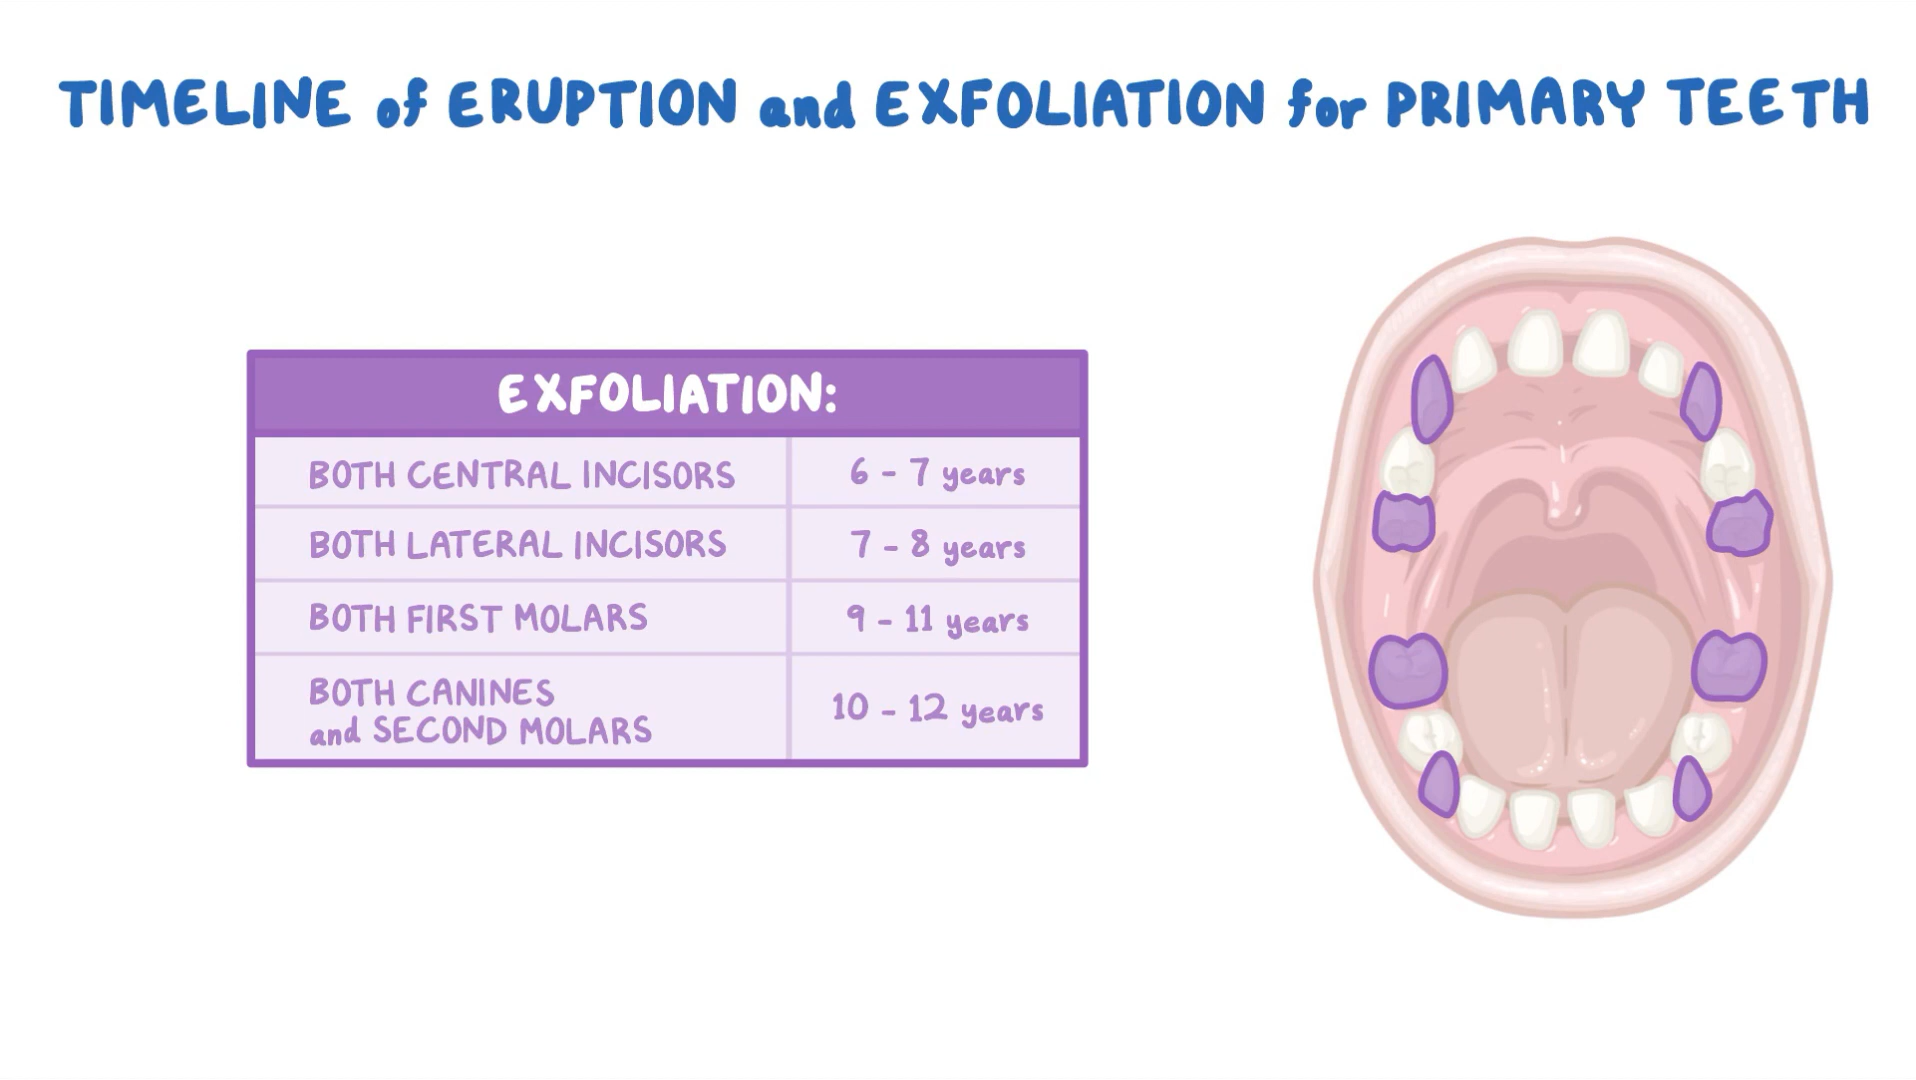 TIMELINE of ERUPTION and EXFOLIATION for PRIMARY TEETH
EXFOLIATION:
BOTH CENTRAL INCISORS 6 - 7 years
BOTH LATERAL INCISORS 7 - 8 years
BOTH FIRST MOLARS 9 - 11 years
BOTH CANINES
and SECOND MOLARS 10 - 12 years